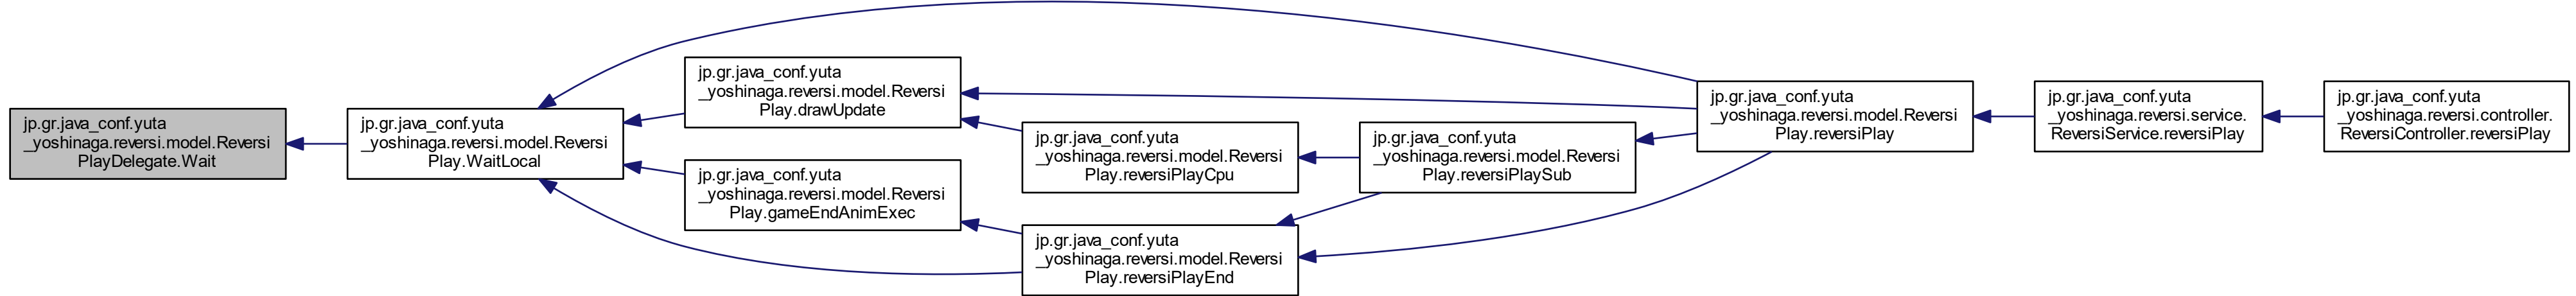 jp.gr.java_conf.yuta
_yoshinaga.reversi.model.Reversi
PlayDelegate.Wait
jp.gr.java_conf.yuta
_yoshinaga.reversi.model.Reversi
Play.WaitLocal
jp.gr.java_conf.yuta
_yoshinaga.reversi.model.Reversi
Play.drawUpdate
jp.gr.java_conf.yuta
_yoshinaga.reversi.model.Reversi
Play.gameEndAnimExec
jp.gr.java_conf.yuta
_yoshinaga.reversi.model.Reversi
Play.reversiPlayCpu
jp.gr.java_conf.yuta
_yoshinaga.reversi.model.Reversi
Play.reversiPlayEnd
jp.gr.java_conf.yuta
_yoshinaga.reversi.model.Reversi
Play.reversiPlaySub
jp.gr.java_conf.yuta
_yoshinaga.reversi.model.Reversi
Play.reversiPlay
jp.gr.java_conf.yuta
_yoshinaga.reversi.service.
ReversiService.reversiPlay
jp.gr.java_conf.yuta
_yoshinaga.reversi.controller.
ReversiController.reversiPlay